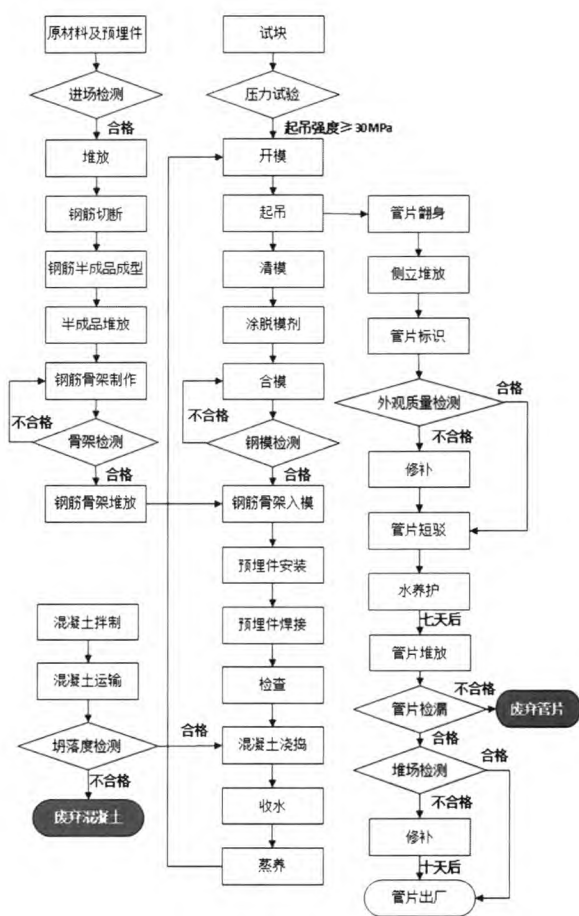 原材料及预埋件
进场检测
合格
堆放
钢筋切断
钢筋半成品成型
半成品堆放
钢筋骨架制作
不合格
骨架检测
合格
钢筋骨架堆放
混凝土拌制
混凝土运输
坍落度检测
合格
不合格
废弃混凝土
试块
压力试验
起吊强度≥30MPa
开模
起吊
清模
涂脱模剂
合模
不合格
钢模检测
合格
钢筋骨架入模
预埋件安装
预埋件焊接
检查
混凝土浇捣
收水
蒸养
管片翻身
侧立堆放
管片标识
外观质量检测
合格
不合格
修补
管片短驳
水养护
七天后
管片堆放
管片检漏
不合格
废弃管片
合格
堆场检测
合格
不合格
修补
十天后
管片出厂